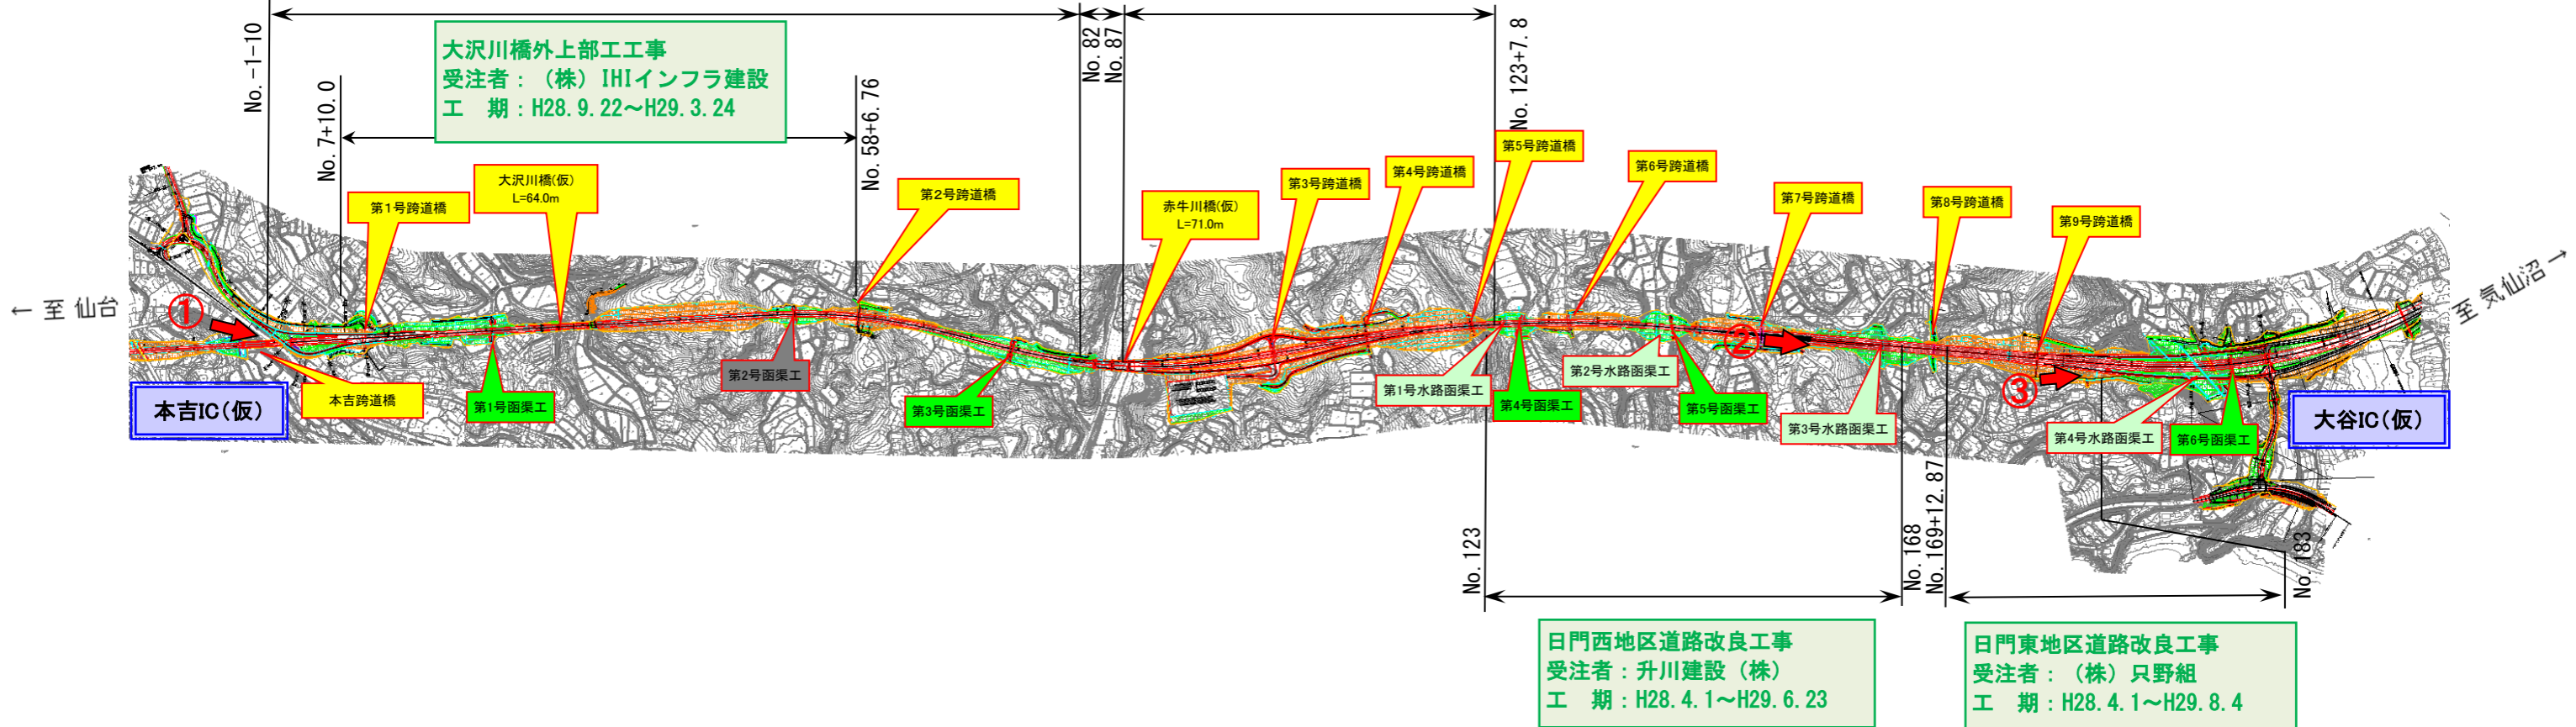 大沢川橋外上部工工事
受注者：（株）IHIインフラ建設
工　期：H28.9.22～H29.3.24
No.-1-10
No.7+10.0
No.58+6.76
No.82
No.87
No.123+7.8
第1号跨道橋
大沢川橋(仮)
L=64.0m
第2号跨道橋
赤牛川橋(仮)
L=71.0m
第3号跨道橋
第4号跨道橋
第5号跨道橋
第6号跨道橋
第7号跨道橋
第8号跨道橋
第9号跨道橋
← 至 仙台
至 気仙沼 →
①
②
③
本吉IC(仮)
本吉跨道橋
第1号函渠工
第2号函渠工
第3号函渠工
第1号水路函渠工
第4号函渠工
第2号水路函渠工
第5号函渠工
第3号水路函渠工
第4号水路函渠工
第6号函渠工
大谷IC(仮)
No.123
No.168
No.169+12.87
No.183
日門西地区道路改良工事
受注者：升川建設（株）
工　期：H28.4.1～H29.6.23
日門東地区道路改良工事
受注者：（株）只野組
工　期：H28.4.1～H29.8.4